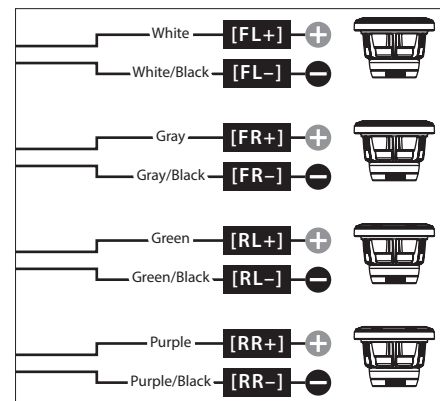 White [FL+]
White/Black [FL–]
Gray [FR+]
Gray/Black [FR–]
Green [RL+]
Green/Black [RL–]
Purple [RR+]
Purple/Black [RR–]